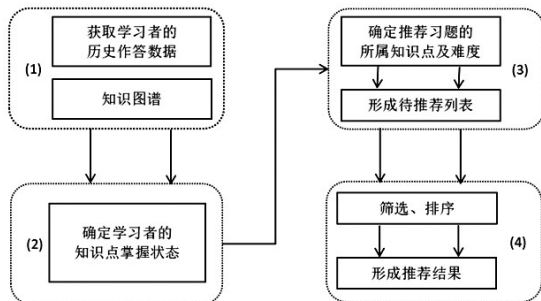 (1)
获取学习者的
历史作答数据
知识图谱
(2)
确定学习者的
知识点掌握状态
(3)
确定推荐习题的
所属知识点及难度
形成待推荐列表
(4)
筛选、排序
形成推荐结果